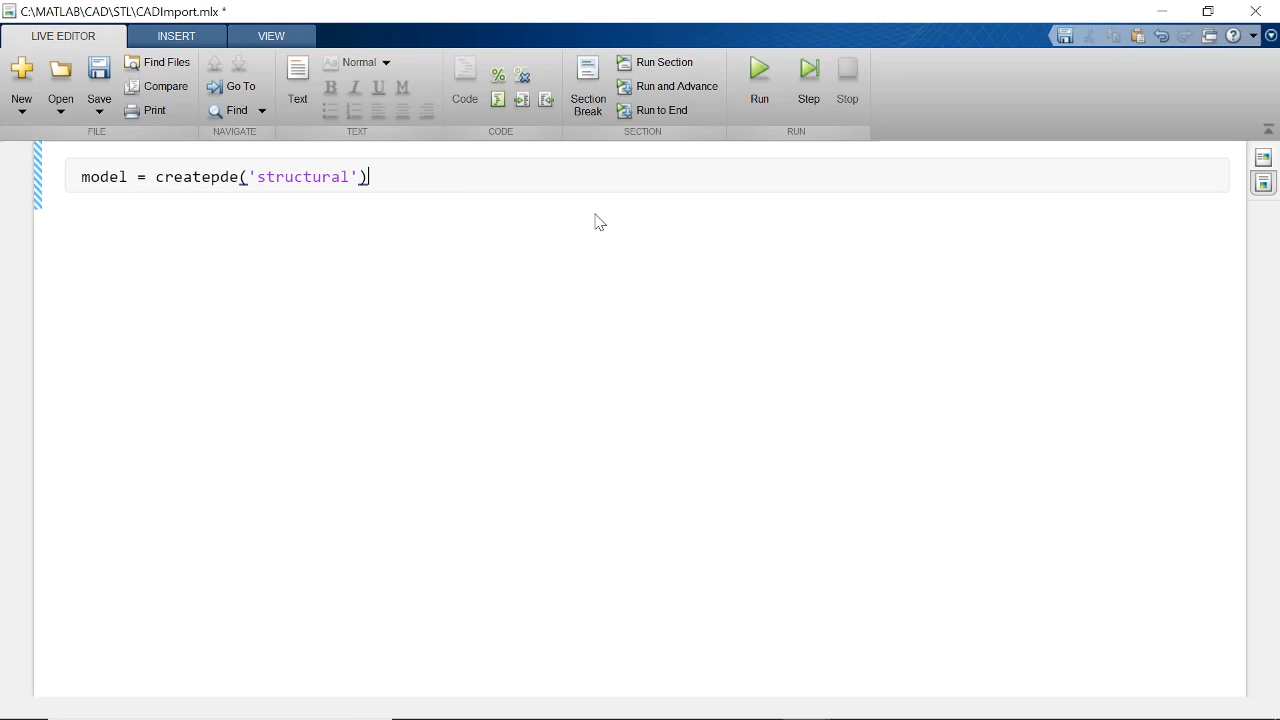 C:\MATLAB\CAD\STL\CADImport.mlx *
LIVE EDITOR INSERT VIEW
New Open Save Find Files Compare Print
FILE
Go To Find
NAVIGATE
Text Normal B I U M
TEXT
Code
CODE
Section Break Run Section Run and Advance Run to End
SECTION
Run Step Stop
RUN
model = createpde('structural')